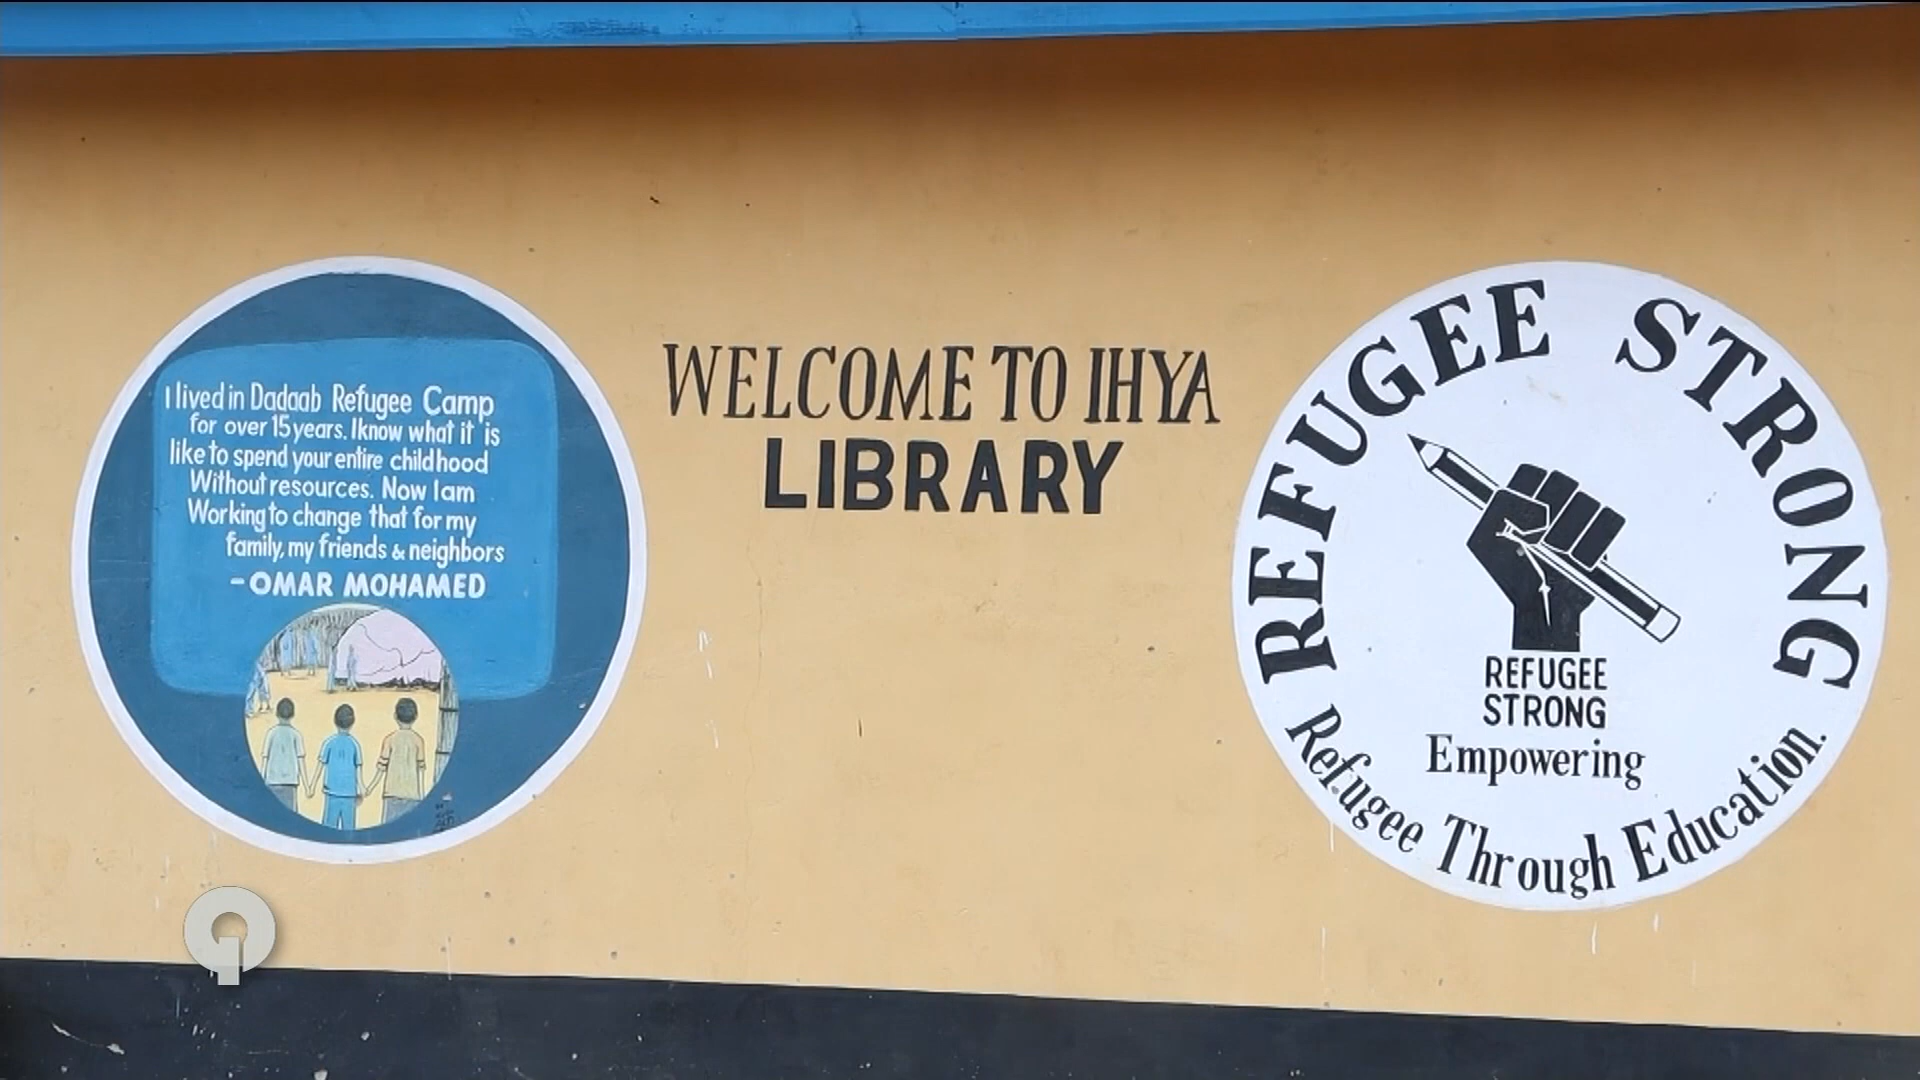 I lived in Dadaab Refugee Camp
for over 15 years. I know what it is
like to spend your entire childhood
Without resources. Now I am
Working to change that for my
family, my friends & neighbors
-OMAR MOHAMED
WELCOME TO IHYA
LIBRARY
REFUGEE STRONG
REFUGEE
STRONG
Empowering
Refugee Through Education.